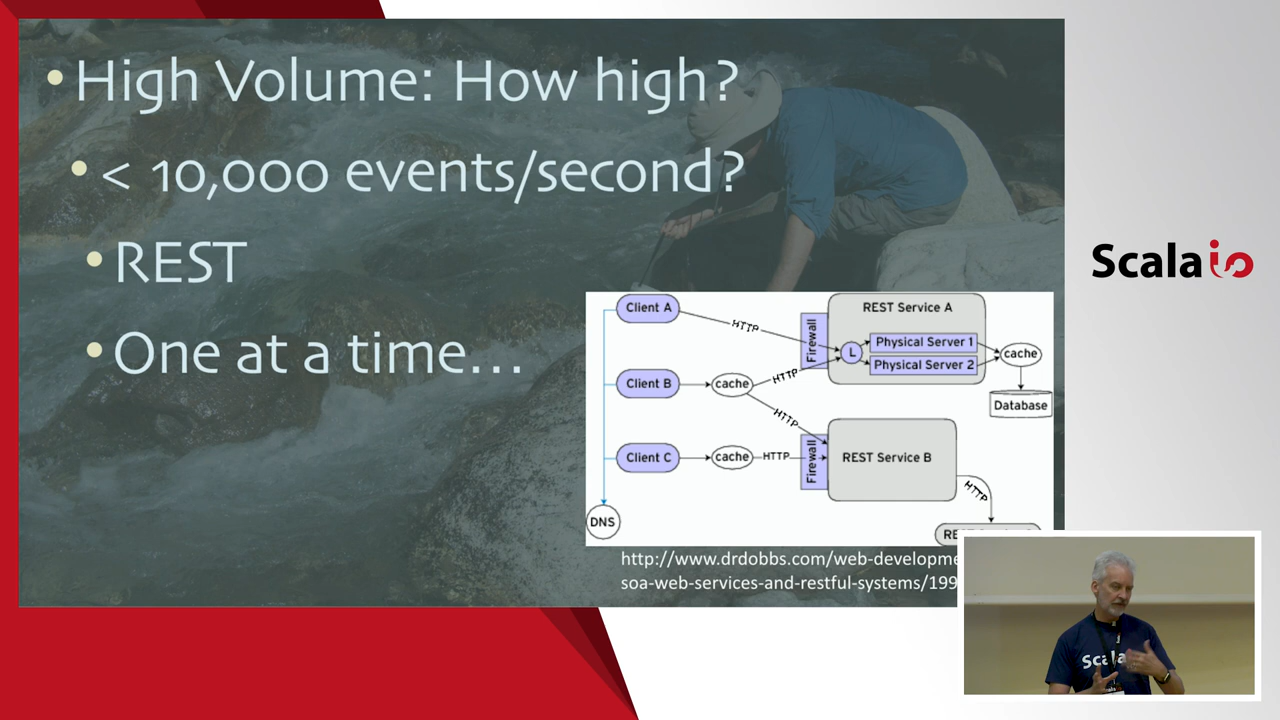 • High Volume: How high?
• < 10,000 events/second?
• REST
• One at a time...
Scala io
Client A
HTTP
Firewall
REST Service A
L
Physical Server 1
Physical Server 2
cache
Database
Client B
cache
HTTP
HTTP
Client C
cache
HTTP
Firewall
REST Service B
HTTP
DNS
http://www.drdobbs.com/web-developme
soa-web-services-and-restful-systems/199